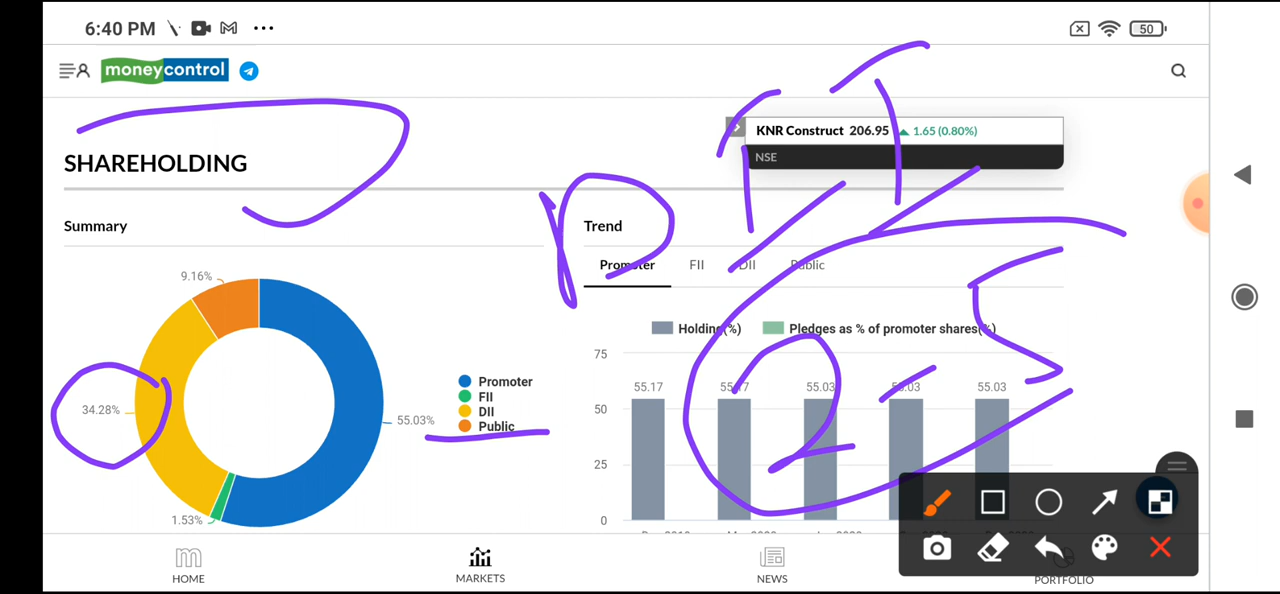 6:40 PM
50
moneycontrol
KNR Construct 206.95 1.65 (0.80%)
NSE
SHAREHOLDING
Summary
Trend
Promoter FII DII Public
9.16%
34.28%
55.03%
1.53%
Promoter
FII
DII
Public
Holding(%) Pledges as % of promoter shares(%)
75
55.17 55.17 55.03 55.03 55.03
50
25
0
HOME
MARKETS
NEWS
PORTFOLIO